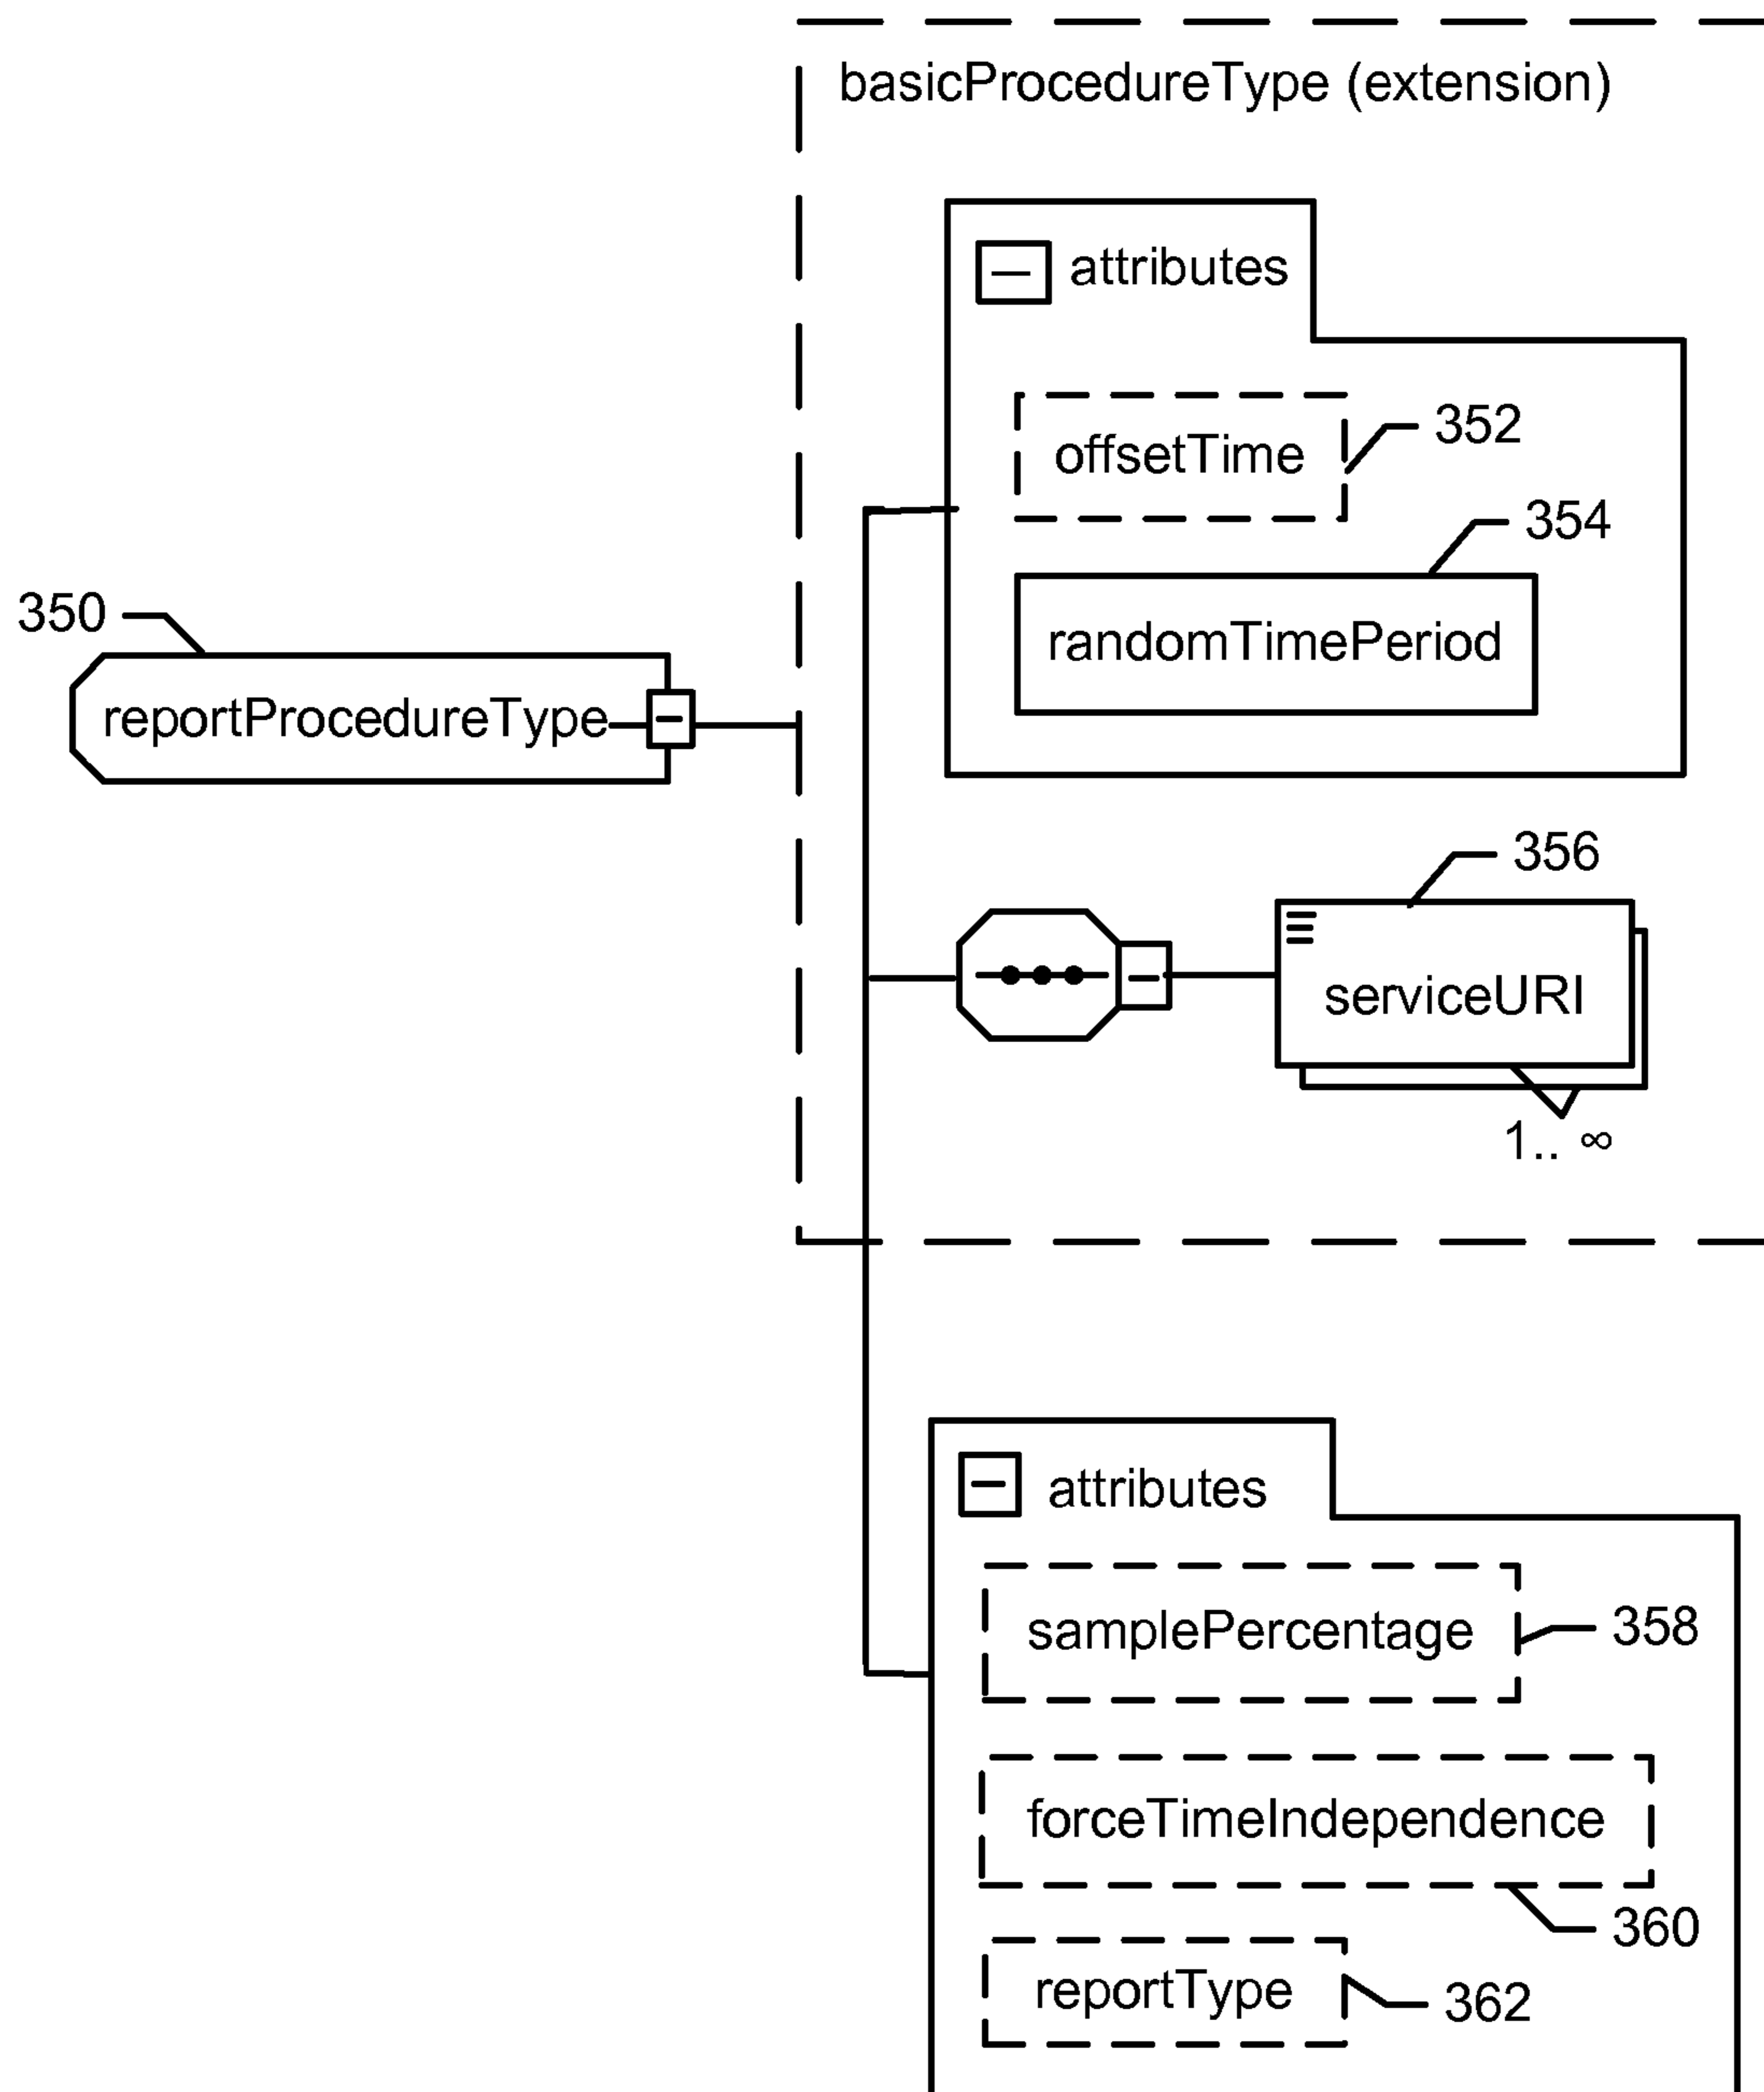 basicProcedureType (extension)
attributes
offsetTime
352
354
randomTimePeriod
350
reportProcedureType
356
serviceURI
1.. ∞
attributes
samplePercentage
358
forceTimeIndependence
360
reportType
362